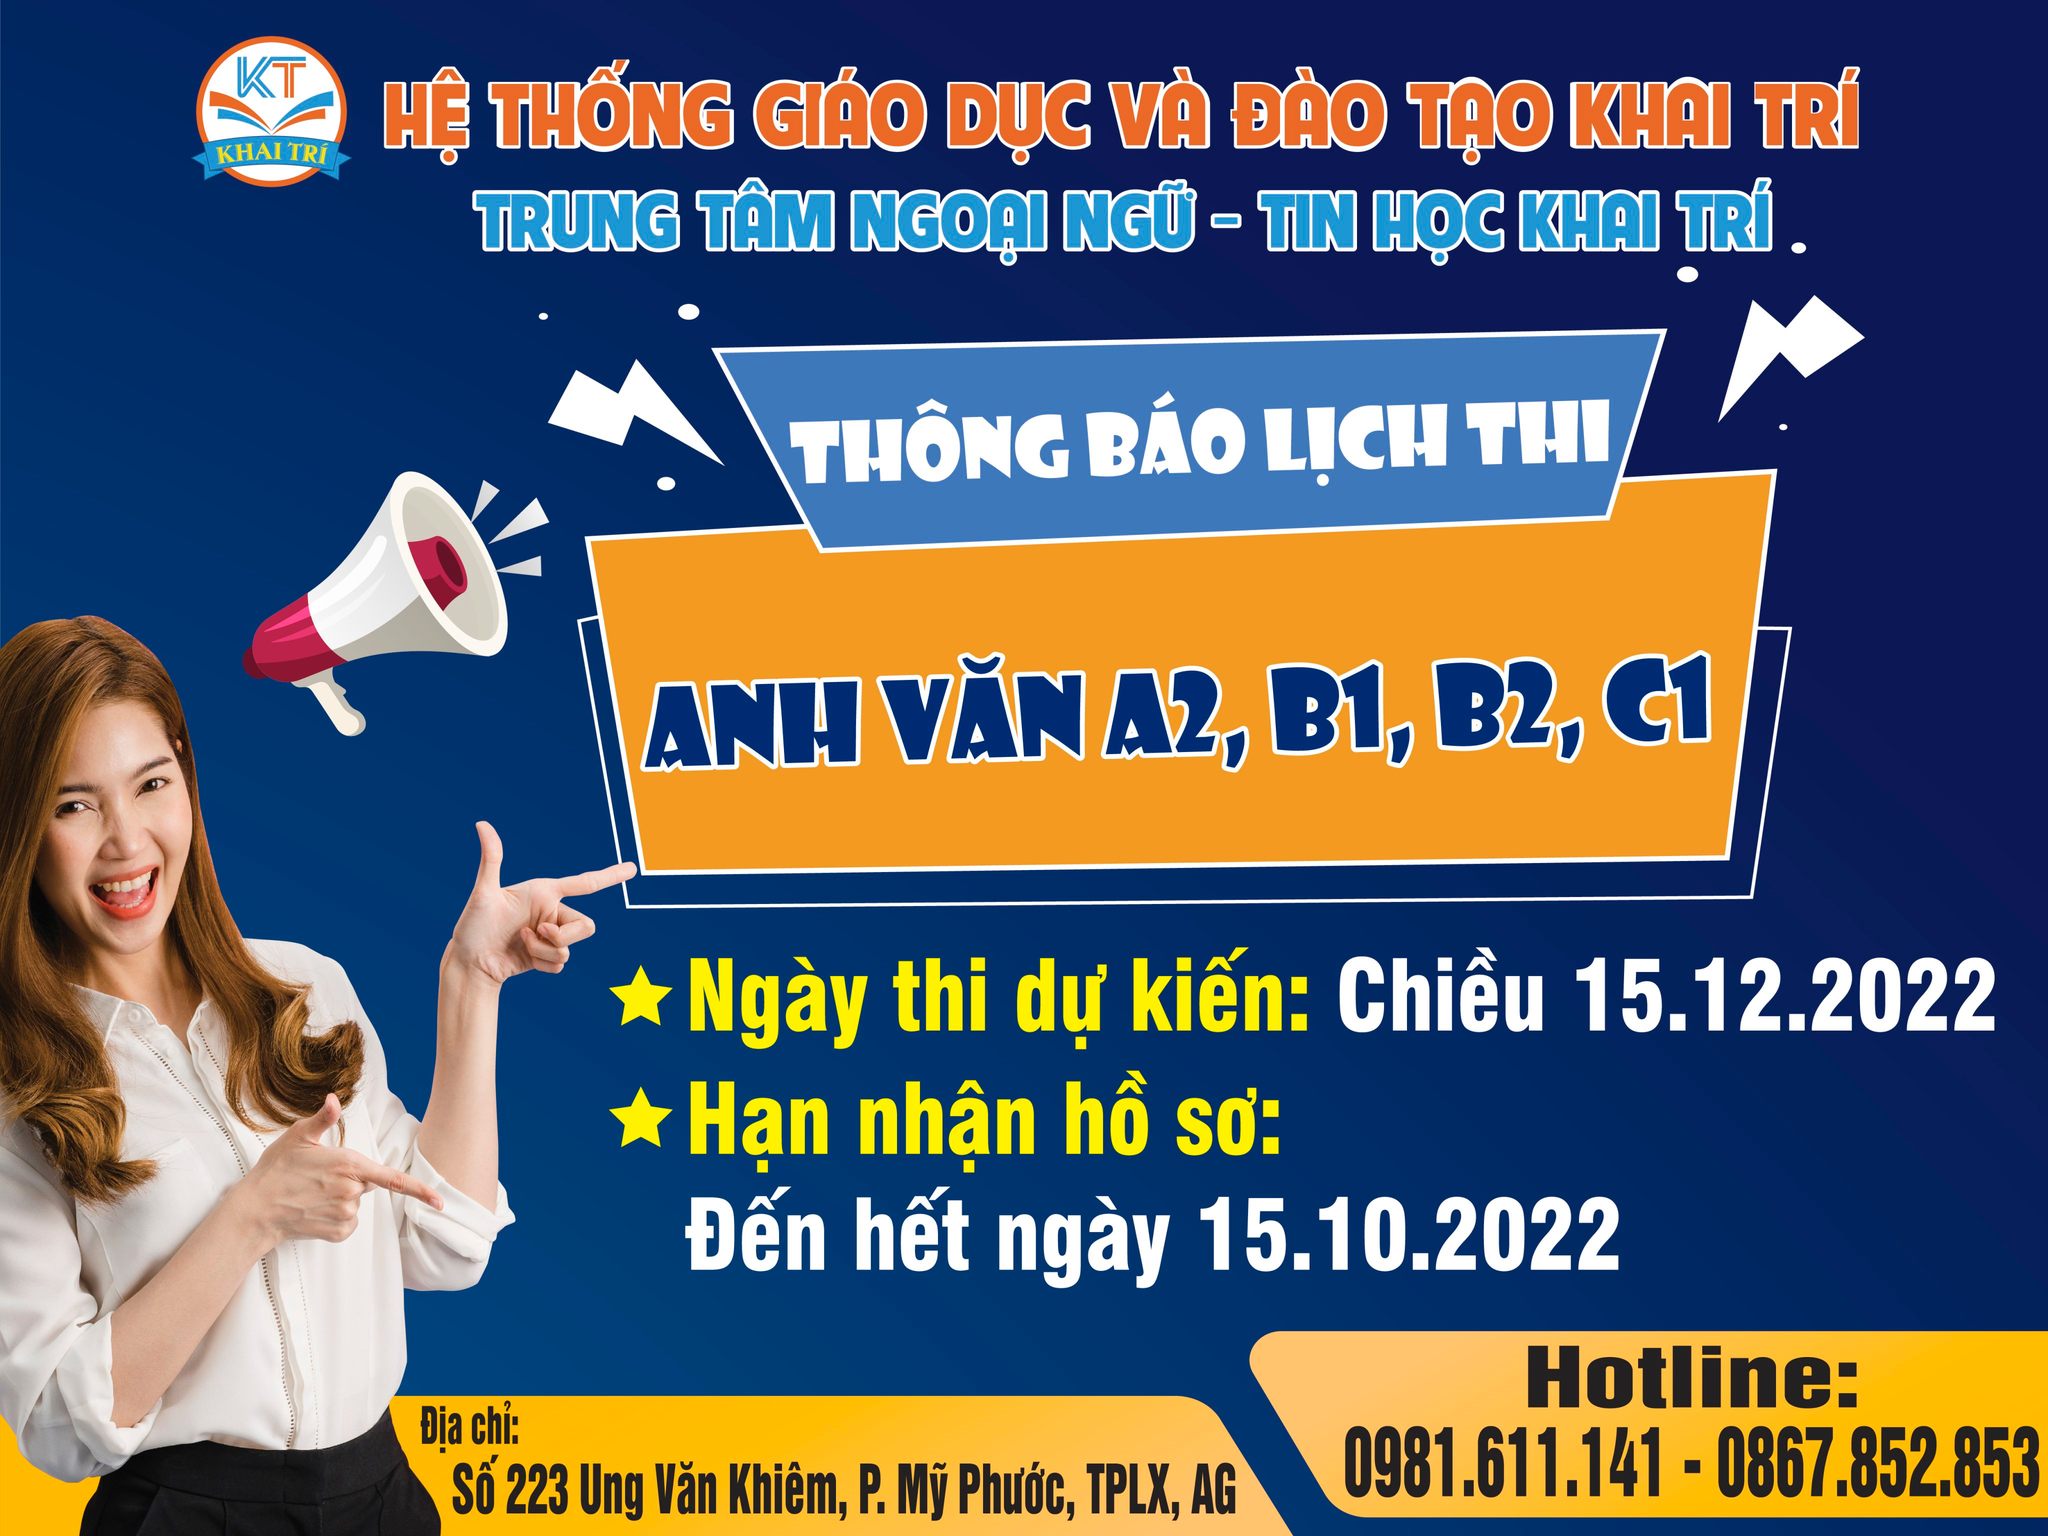 KT
KHAI TRÍ
HỆ THỐNG GIÁO DỤC VÀ ĐÀO TẠO KHAI TRÍ
TRUNG TÂM NGOẠI NGỮ - TIN HỌC KHAI TRÍ
THÔNG BÁO LỊCH THI
ANH VĂN A2, B1, B2, C1
Ngày thi dự kiến: Chiều 15.12.2022
Hạn nhận hồ sơ:
Đến hết ngày 15.10.2022
Địa chỉ:
Số 223 Ung Văn Khiêm, P. Mỹ Phước, TPLX, AG
Hotline:
0981.611.141 - 0867.852.853